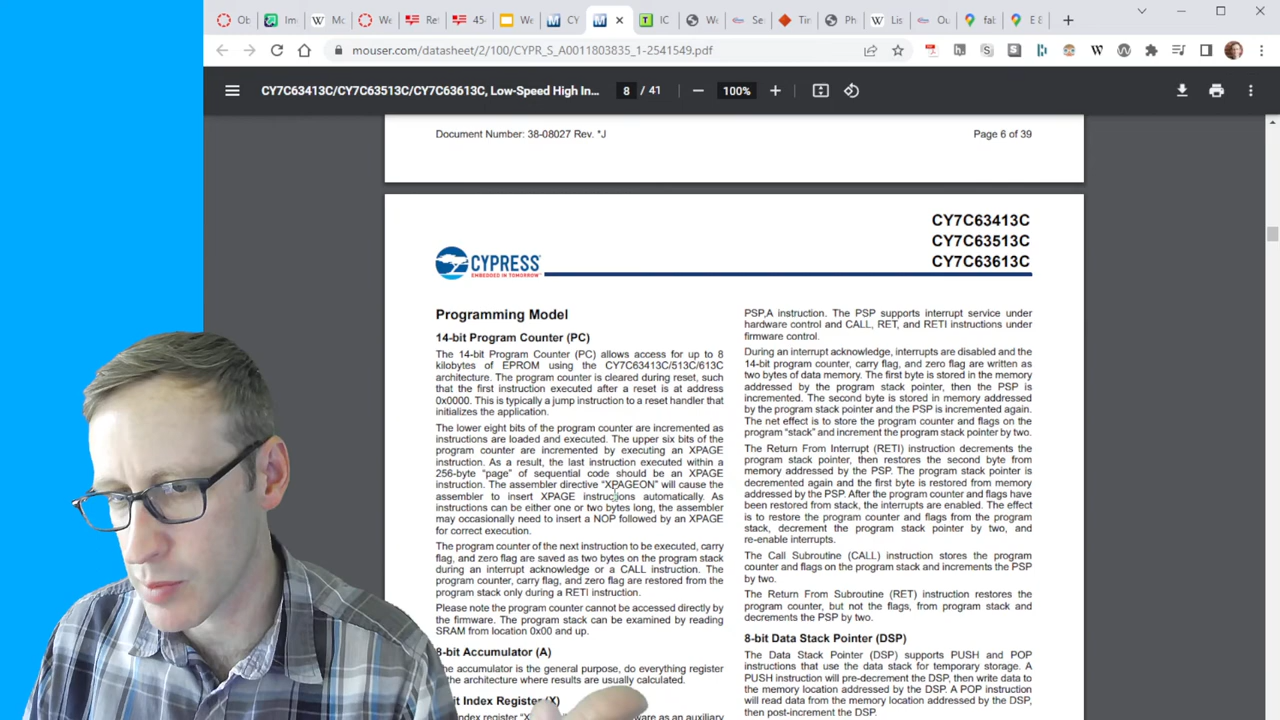 Ob
Im
Mo
We
Re
45
We
CY
IC
We
Se
Tin
Ph
Lis
Ou
fab
E 8
mouser.com/datasheet/2/100/CYPR_S_A0011803835_1-2541549.pdf
CY7C63413C/CY7C63513C/CY7C63613C, Low-Speed High In...
8 / 41
100%
Document Number: 38-08027 Rev. *J
Page 6 of 39
CY7C63413C
CY7C63513C
CY7C63613C
CYPRESS
EMBEDDED IN TOMORROW
Programming Model
14-bit Program Counter (PC)
The 14-bit Program Counter (PC) allows access for up to 8
kilobytes of EPROM using the CY7C63413C/513C/613C
architecture. The program counter is cleared during reset, such
that the first instruction executed after a reset is at address
0x0000. This is typically a jump instruction to a reset handler that
initializes the application.
The lower eight bits of the program counter are incremented as
instructions are loaded and executed. The upper six bits of the
program counter are incremented by executing an XPAGE
instruction. As a result, the last instruction executed within a
256-byte “page” of sequential code should be an XPAGE
instruction. The assembler directive “XPAGEON” will cause the
assembler to insert XPAGE instructions automatically. As
instructions can be either one or two bytes long, the assembler
may occasionally need to insert a NOP followed by an XPAGE
for correct execution.
The program counter of the next instruction to be executed, carry
flag, and zero flag are saved as two bytes on the program stack
during an interrupt acknowledge or a CALL instruction. The
program counter, carry flag, and zero flag are restored from the
program stack only during a RETI instruction.
Please note the program counter cannot be accessed directly by
the firmware. The program stack can be examined by reading
SRAM from location 0x00 and up.
8-bit Accumulator (A)
he accumulator is the general purpose, do everything register
the architecture where results are usually calculated.
it Index Register (X)
index register “X
ware as an auxiliary
PSP,A instruction. The PSP supports interrupt service under
hardware control and CALL, RET, and RETI instructions under
firmware control.
During an interrupt acknowledge, interrupts are disabled and the
14-bit program counter, carry flag, and zero flag are written as
two bytes of data memory. The first byte is stored in the memory
addressed by the program stack pointer, then the PSP is
incremented. The second byte is stored in memory addressed
by the program stack pointer and the PSP is incremented again.
The net effect is to store the program counter and flags on the
program “stack” and increment the program stack pointer by two.
The Return From Interrupt (RETI) instruction decrements the
program stack pointer, then restores the second byte from
memory addressed by the PSP. The program stack pointer is
decremented again and the first byte is restored from memory
addressed by the PSP. After the program counter and flags have
been restored from stack, the interrupts are enabled. The effect
is to restore the program counter and flags from the program
stack, decrement the program stack pointer by two, and
re-enable interrupts.
The Call Subroutine (CALL) instruction stores the program
counter and flags on the program stack and increments the PSP
by two.
The Return From Subroutine (RET) instruction restores the
program counter, but not the flags, from program stack and
decrements the PSP by two.
8-bit Data Stack Pointer (DSP)
The Data Stack Pointer (DSP) supports PUSH and POP
instructions that use the data stack for temporary storage. A
PUSH instruction will pre-decrement the DSP, then write data to
the memory location addressed by the DSP. A POP instruction
will read data from the memory location addressed by the DSP,
then post-increment the DSP.